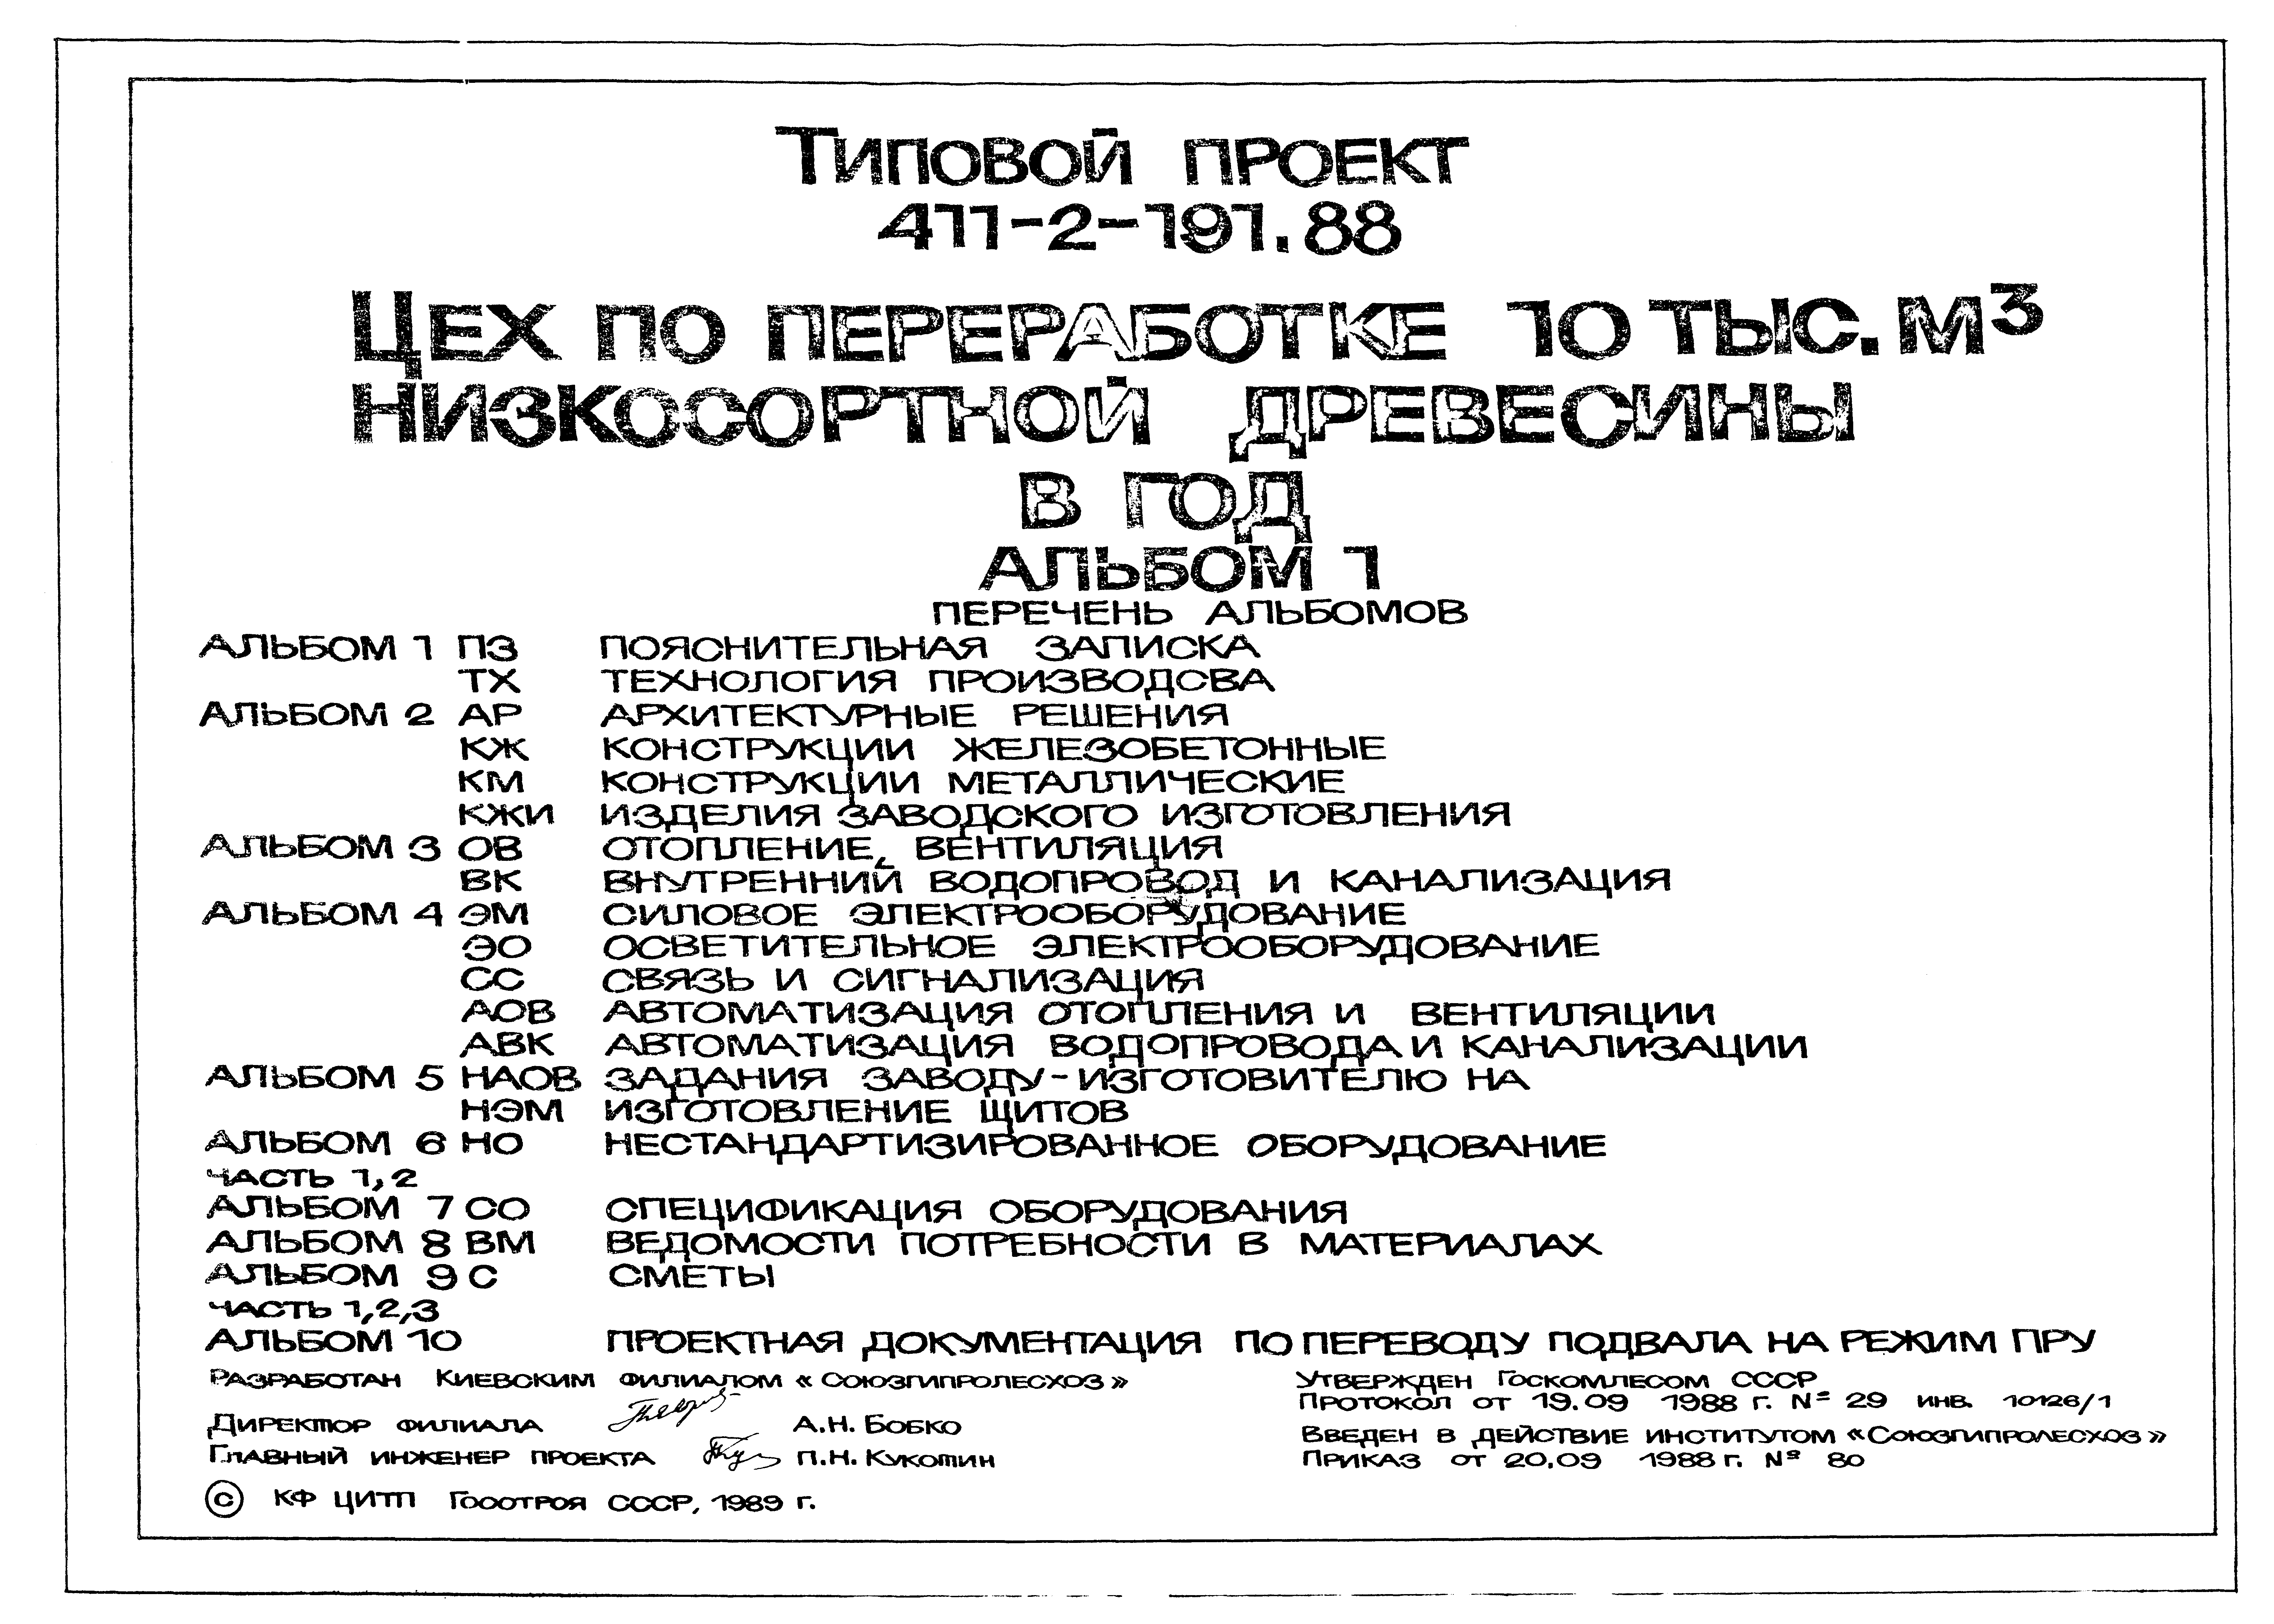 ТИПОВОЙ ПРОЕКТ
411-2-191.88
ЦЕХ ПО ПЕРЕРАБОТКЕ 10 ТЫС. М³
НИЗКОСОРТНОЙ ДРЕВЕСИНЫ
В ГОД
АЛЬБОМ 1
ПЕРЕЧЕНЬ АЛЬБОМОВ
АЛЬБОМ 1 ПЗ ПОЯСНИТЕЛЬНАЯ ЗАПИСКА
ТХ ТЕХНОЛОГИЯ ПРОИЗВОДСВА
АЛЬБОМ 2 АР АРХИТЕКТУРНЫЕ РЕШЕНИЯ
КЖ КОНСТРУКЦИИ ЖЕЛЕЗОБЕТОННЫЕ
КМ КОНСТРУКЦИИ МЕТАЛЛИЧЕСКИЕ
КЖИ ИЗДЕЛИЯ ЗАВОДСКОГО ИЗГОТОВЛЕНИЯ
АЛЬБОМ 3 ОВ ОТОПЛЕНИЕ, ВЕНТИЛЯЦИЯ
ВК ВНУТРЕННИЙ ВОДОПРОВОД И КАНАЛИЗАЦИЯ
АЛЬБОМ 4 ЭМ СИЛОВОЕ ЭЛЕКТРООБОРУДОВАНИЕ
ЭО ОСВЕТИТЕЛЬНОЕ ЭЛЕКТРООБОРУДОВАНИЕ
СС СВЯЗЬ И СИГНАЛИЗАЦИЯ
АОВ АВТОМАТИЗАЦИЯ ОТОПЛЕНИЯ И ВЕНТИЛЯЦИИ
АВК АВТОМАТИЗАЦИЯ ВОДОПРОВОДА И КАНАЛИЗАЦИИ
АЛЬБОМ 5 НАОВ ЗАДАНИЯ ЗАВОДУ-ИЗГОТОВИТЕЛЮ НА
НЭМ ИЗГОТОВЛЕНИЕ ЩИТОВ
АЛЬБОМ 6 НО НЕСТАНДАРТИЗИРОВАННОЕ ОБОРУДОВАНИЕ
ЧАСТЬ 1,2
АЛЬБОМ 7 СО СПЕЦИФИКАЦИЯ ОБОРУДОВАНИЯ
АЛЬБОМ 8 ВМ ВЕДОМОСТИ ПОТРЕБНОСТИ В МАТЕРИАЛАХ
АЛЬБОМ 9 С СМЕТЫ
ЧАСТЬ 1,2,3
АЛЬБОМ 10 ПРОЕКТНАЯ ДОКУМЕНТАЦИЯ ПО ПЕРЕВОДУ ПОДВАЛА НА РЕЖИМ ПРУ
РАЗРАБОТАН КИЕВСКИМ ФИЛИАЛОМ «СОЮЗГИПРОЛЕСХОЗ»
ДИРЕКТОР ФИЛИАЛА А.Н. БОБКО
ГЛАВНЫЙ ИНЖЕНЕР ПРОЕКТА П.Н. КУКОТИН
© КФ ЦИТП ГОООТРОЯ СССР, 1989 Г.
УТВЕРЖДЕН ГОСКОМЛЕСОМ СССР
ПРОТОКОЛ ОТ 19.09 1988 Г. № 29 ИНВ. 10126/1
ВВЕДЕН В ДЕЙСТВИЕ ИНСТИТУТОМ «СОЮЗГИПРОЛЕСХОЗ»
ПРИКАЗ ОТ 20.09 1988 Г. № 80